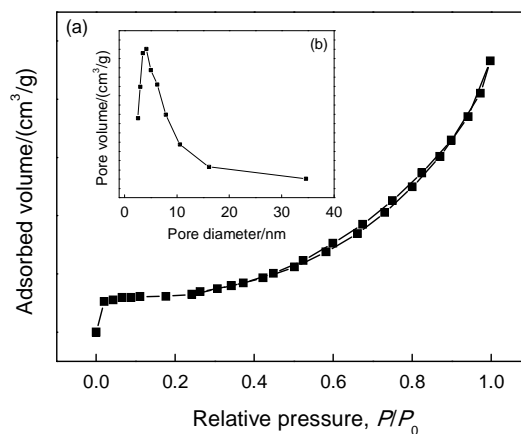 (a)
(b)
Adsorbed volume/(cm³/g)
Pore volume/(cm³/g)
0 10 20 30 40
Pore diameter/nm
0.0 0.2 0.4 0.6 0.8 1.0
Relative pressure, P/P₀